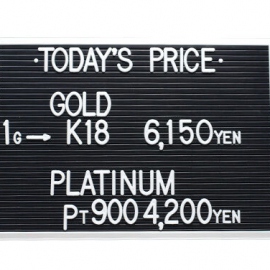 ·TODAY'S PRICE·
GOLD
1G→ K18 6,150YEN
PLATINUM
PT900 4,200YEN